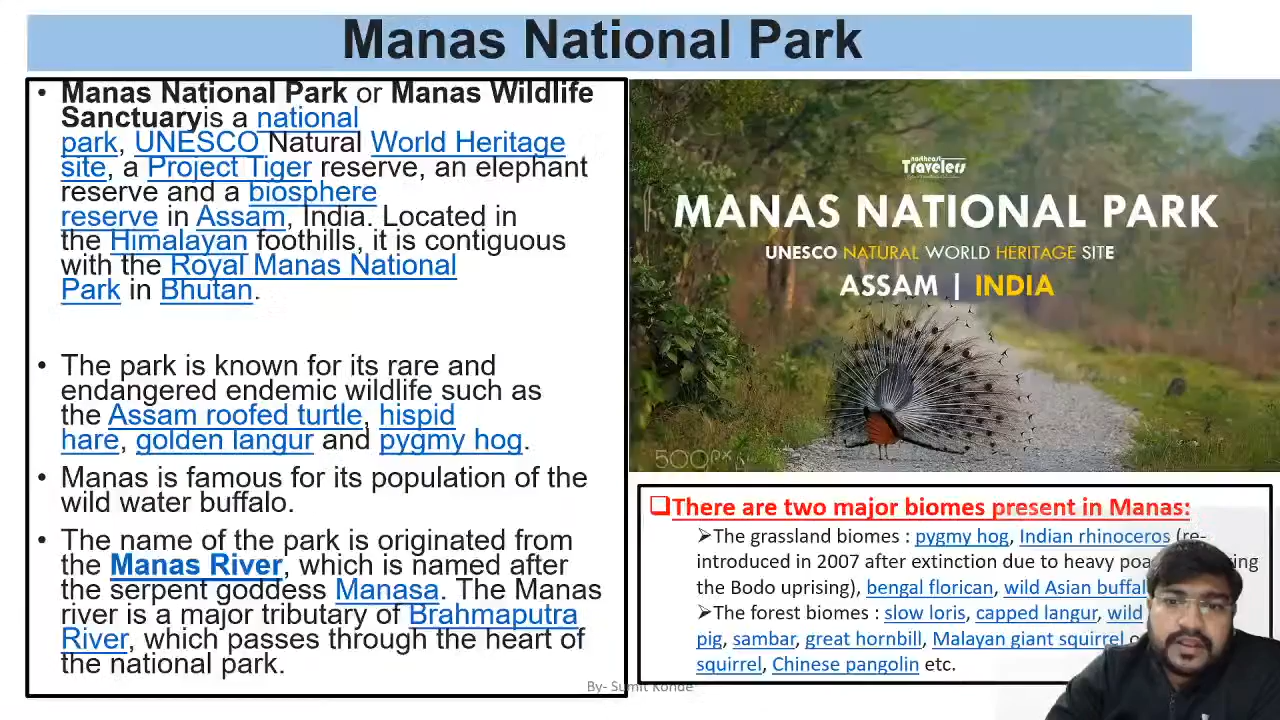 Manas National Park
• Manas National Park or Manas Wildlife
Sanctuaryis a national
park, UNESCO Natural World Heritage
site, a Project Tiger reserve, an elephant
reserve and a biosphere
reserve in Assam, India. Located in
the Himalayan foothills, it is contiguous
with the Royal Manas National
Park in Bhutan.
• The park is known for its rare and
endangered endemic wildlife such as
the Assam roofed turtle, hispid
hare, golden langur and pygmy hog.
• Manas is famous for its population of the
wild water buffalo.
• The name of the park is originated from
the Manas River, which is named after
the serpent goddess Manasa. The Manas
river is a major tributary of Brahmaputra
River, which passes through the heart of
the national park.
northeast
Travelers
MANAS NATIONAL PARK
UNESCO NATURAL WORLD HERITAGE SITE
ASSAM | INDIA
500px
❑There are two major biomes present in Manas:
➢The grassland biomes : pygmy hog, Indian rhinoceros (re-
introduced in 2007 after extinction due to heavy
the Bodo uprising), bengal florican, wild Asian
➢The forest biomes : slow loris, capped langur, wild
pig, sambar, great hornbill, Malayan giant squirrel
squirrel, Chinese pangolin etc.
By- Sumit Konde